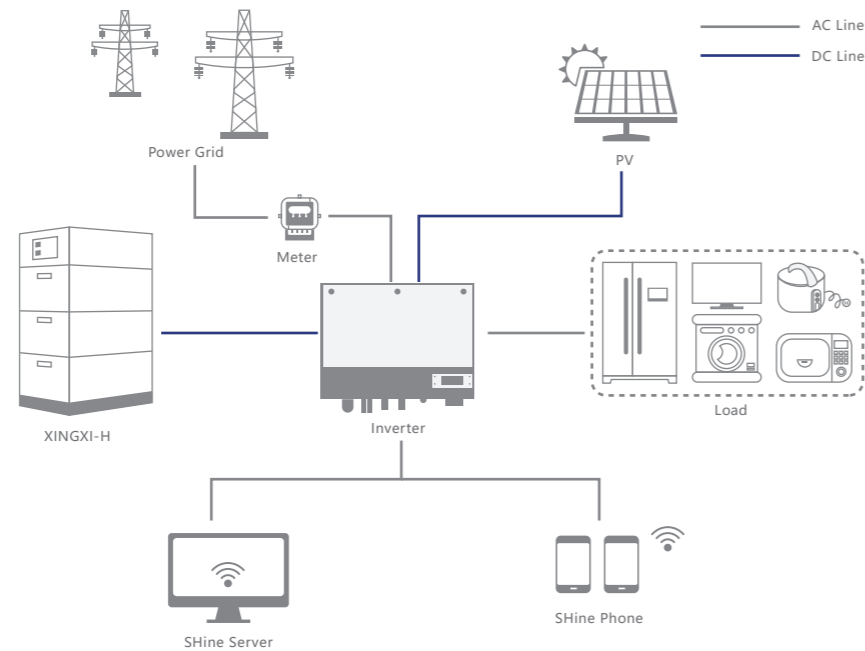 AC Line
DC Line
Power Grid
PV
Meter
XINGXI-H
Inverter
Load
SHine Server
SHine Phone